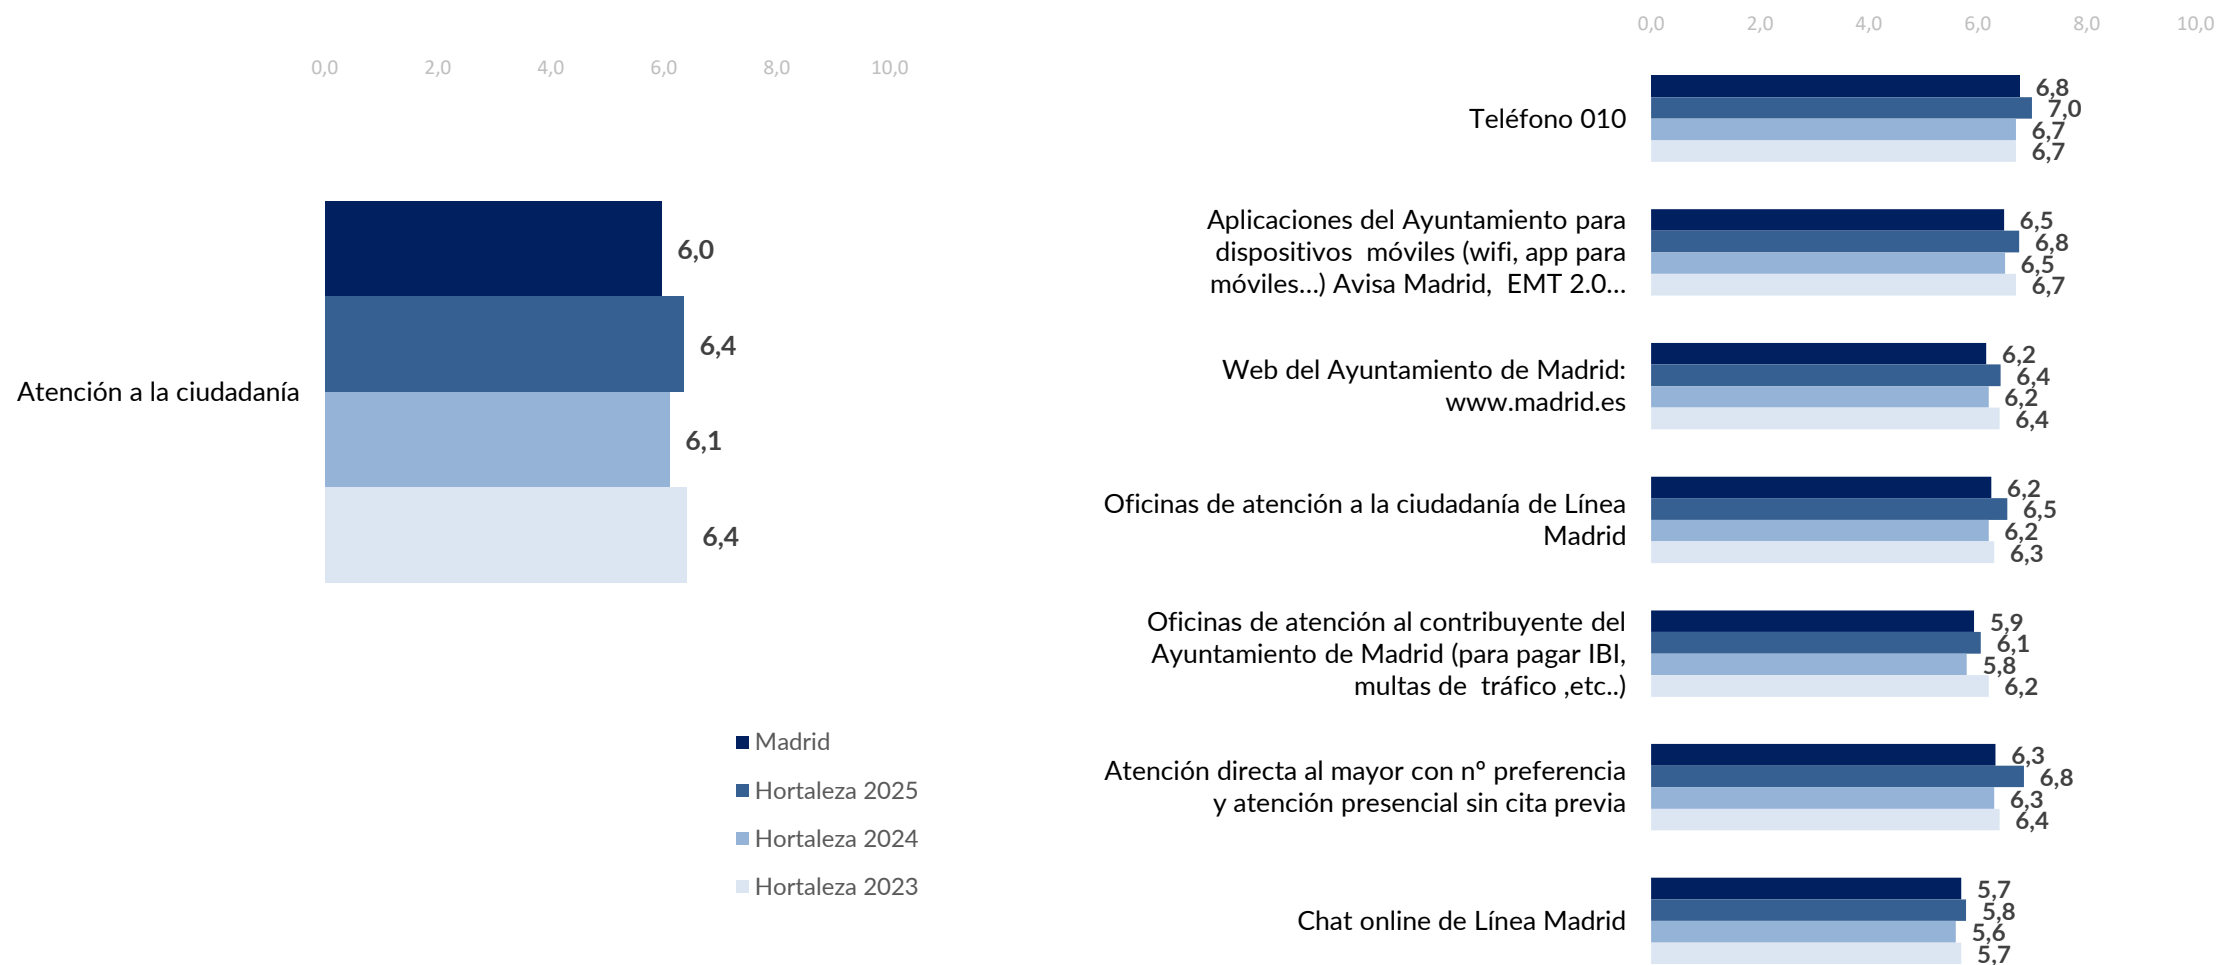 0,0 2,0 4,0 6,0 8,0 10,0
Atención a la ciudadanía
6,0
6,4
6,1
6,4
Madrid
Hortaleza 2025
Hortaleza 2024
Hortaleza 2023
0,0 2,0 4,0 6,0 8,0 10,0
Teléfono 010
6,8
7,0
6,7
6,7
Aplicaciones del Ayuntamiento para
dispositivos  móviles (wifi, app para
móviles...) Avisa Madrid,  EMT 2.0...
6,5
6,8
6,5
6,7
Web del Ayuntamiento de Madrid:
www.madrid.es
6,2
6,4
6,2
6,4
Oficinas de atención a la ciudadanía de Línea
Madrid
6,2
6,5
6,2
6,3
Oficinas de atención al contribuyente del
Ayuntamiento de Madrid (para pagar IBI,
multas de  tráfico ,etc..)
5,9
6,1
5,8
6,2
Atención directa al mayor con nº preferencia
y atención presencial sin cita previa
6,3
6,8
6,3
6,4
Chat online de Línea Madrid
5,7
5,8
5,6
5,7